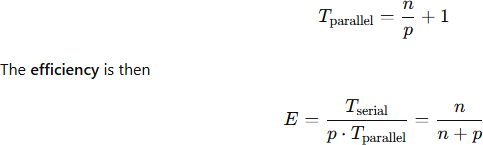 T_parallel = n/p + 1
The efficiency is then
E = T_serial / (p · T_parallel) = n / (n + p)